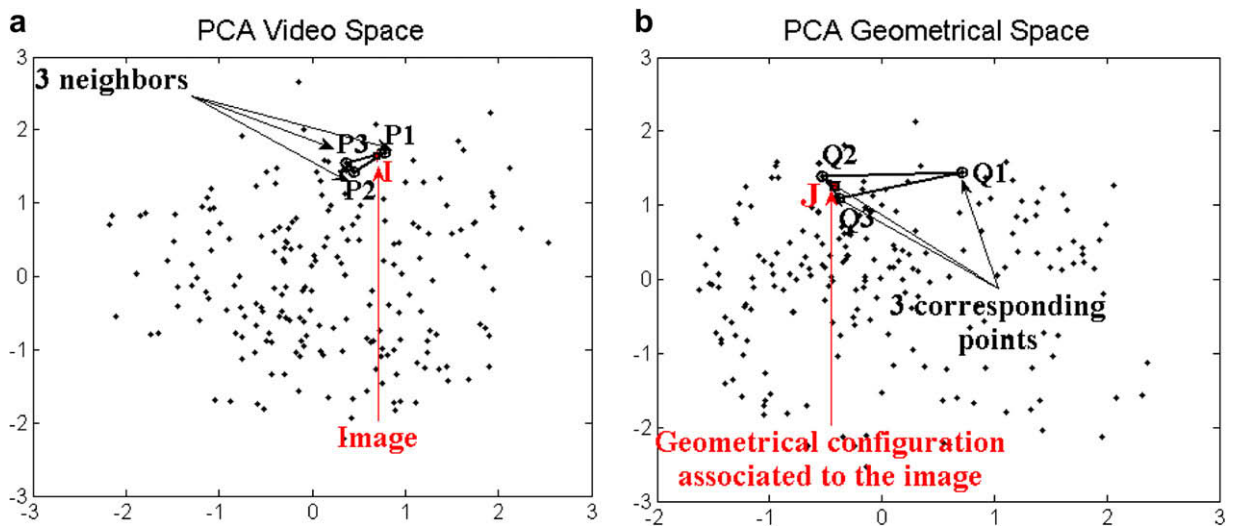 a
PCA Video Space
3
2
1
0
-1
-2
-3
-3
-2
-1
0
1
2
3
3 neighbors
P1
P3
I
P2
Image
b
PCA Geometrical Space
3
2
1
0
-1
-2
-3
-2
-1
0
1
2
3
Q2
Q1
J
Q3
3 corresponding
points
Geometrical configuration
associated to the image